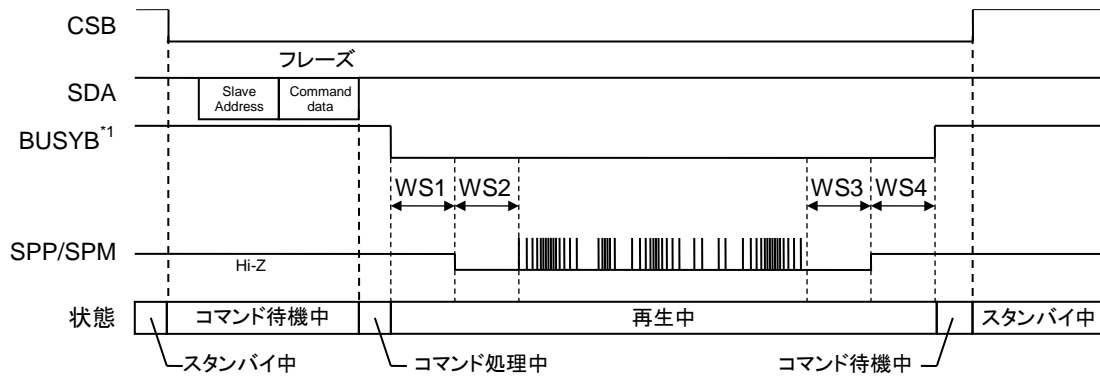 CSB
フレーズ
SDA
Slave Address
Command data
BUSYB*1
WS1
WS2
WS3
WS4
SPP/SPM
Hi-Z
状態
コマンド待機中
再生中
スタンバイ中
スタンバイ中
コマンド処理中
コマンド待機中